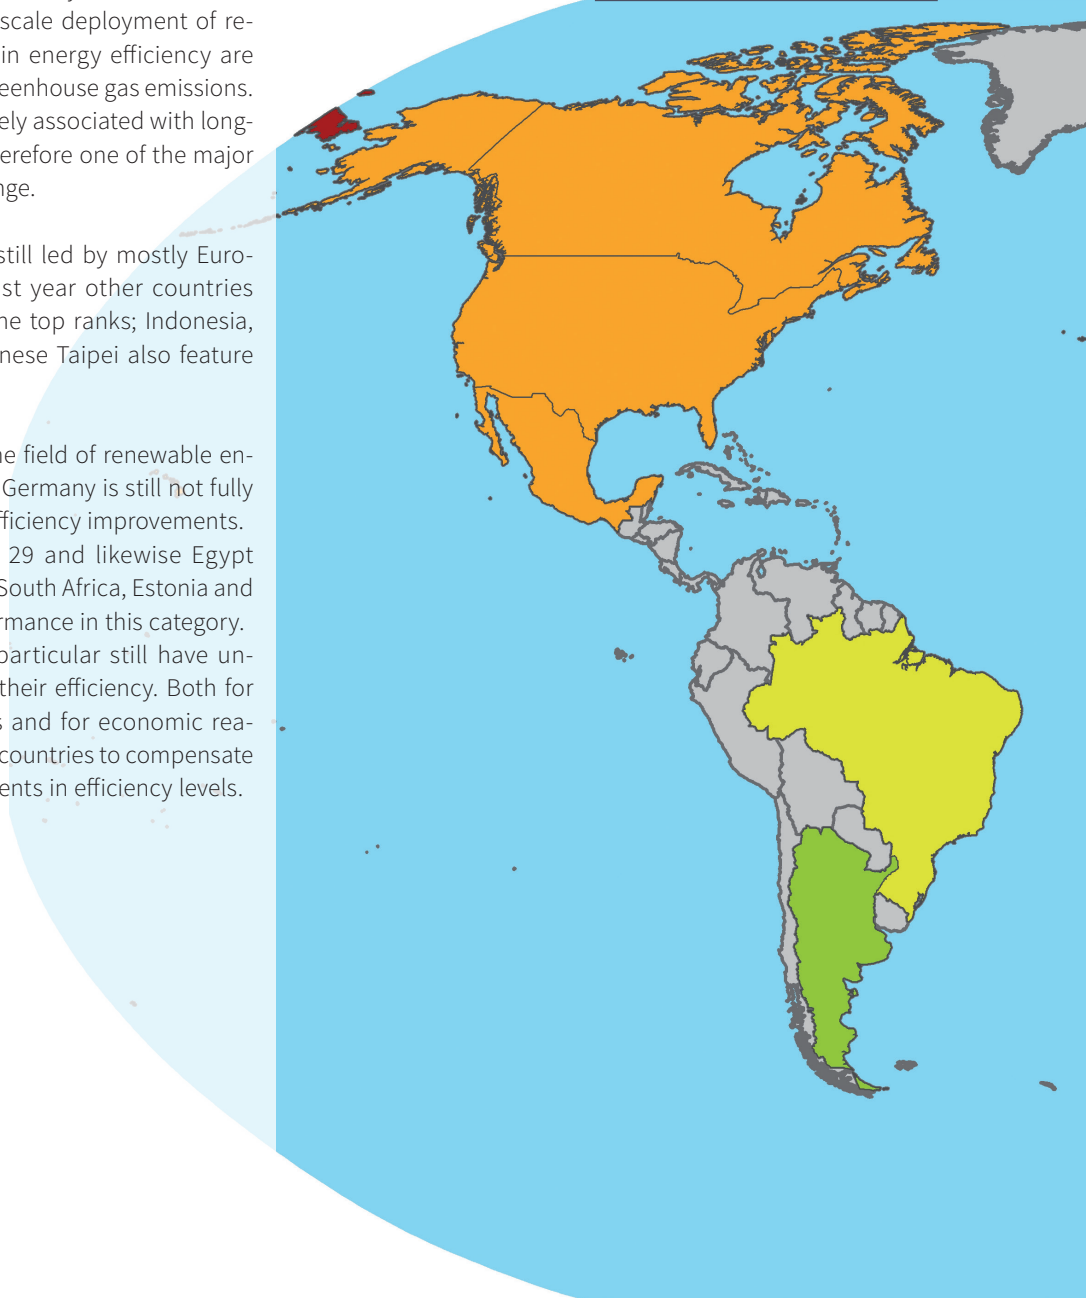 scale deployment of re-
in energy efficiency are
eenhouse gas emissions.
ely associated with long-
erefore one of the major
nge.
still led by mostly Euro-
st year other countries
ne top ranks; Indonesia,
nese Taipei also feature
ne field of renewable en-
Germany is still not fully
fficiency improvements.
29 and likewise Egypt
South Africa, Estonia and
rmance in this category.
particular still have un-
their efficiency. Both for
s and for economic rea-
countries to compensate
ents in efficiency levels.